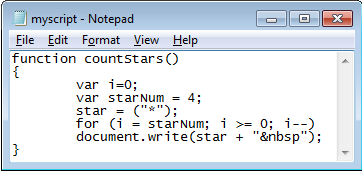 myscript - Notepad
File Edit Format View Help
function countStars()
{
        var i=0;
        var starNum = 4;
        star = ("*");
        for (i = starNum; i >= 0; i--)
        document.write(star + "&nbsp");
}